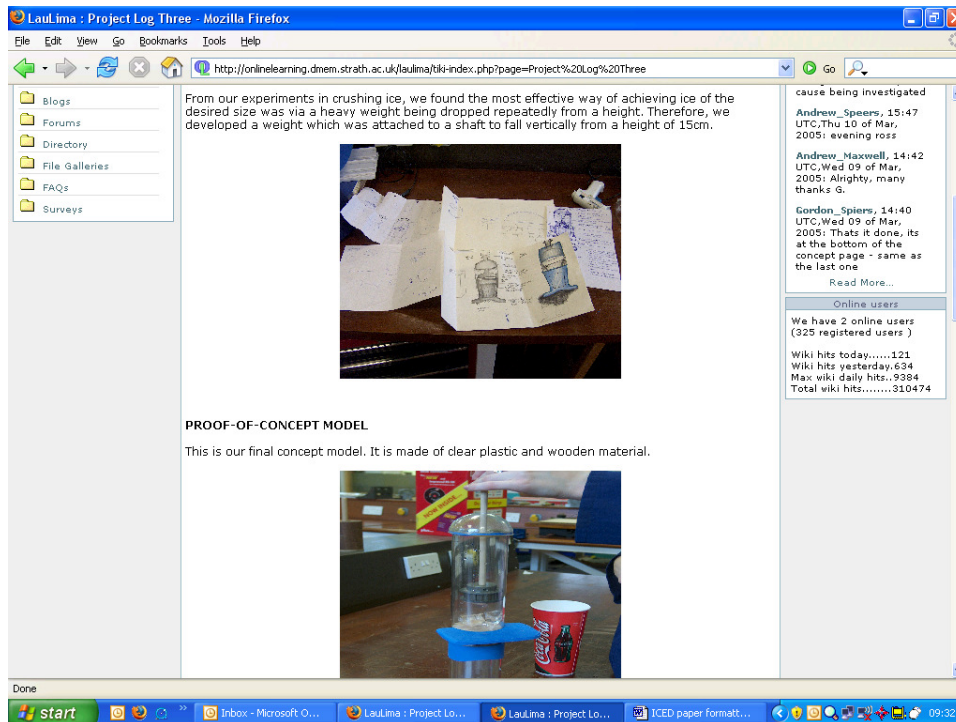 LauLima : Project Log Three - Mozilla Firefox
File Edit View Go Bookmarks Tools Help
http://onlinelearning.dmem.strath.ac.uk/laulima/tiki-index.php?page=Project%20Log%20Three
Go
Blogs
Forums
Directory
File Galleries
FAQs
Surveys
From our experiments in crushing ice, we found the most effective way of achieving ice of the
desired size was via a heavy weight being dropped repeatedly from a height. Therefore, we
developed a weight which was attached to a shaft to fall vertically from a height of 15cm.
PROOF-OF-CONCEPT MODEL
This is our final concept model. It is made of clear plastic and wooden material.
NOW INSIDE...
Coca-Cola
cause being investigated
Andrew_Speers, 15:47
UTC,Thu 10 of Mar,
2005: evening ross
Andrew_Maxwell, 14:42
UTC,Wed 09 of Mar,
2005: Alrighty, many
thanks G.
Gordon_Spiers, 14:40
UTC,Wed 09 of Mar,
2005: Thats it done, its
at the bottom of the
concept page - same as
the last one
Read More...
Online users
We have 2 online users
(325 registered users )
Wiki hits today......121
Wiki hits yesterday.634
Max wiki daily hits..9384
Total wiki hits........310474
Done
start
Inbox - Microsoft O...
LauLima : Project Lo...
LauLima : Project Lo...
ICED paper formatt...
09:32